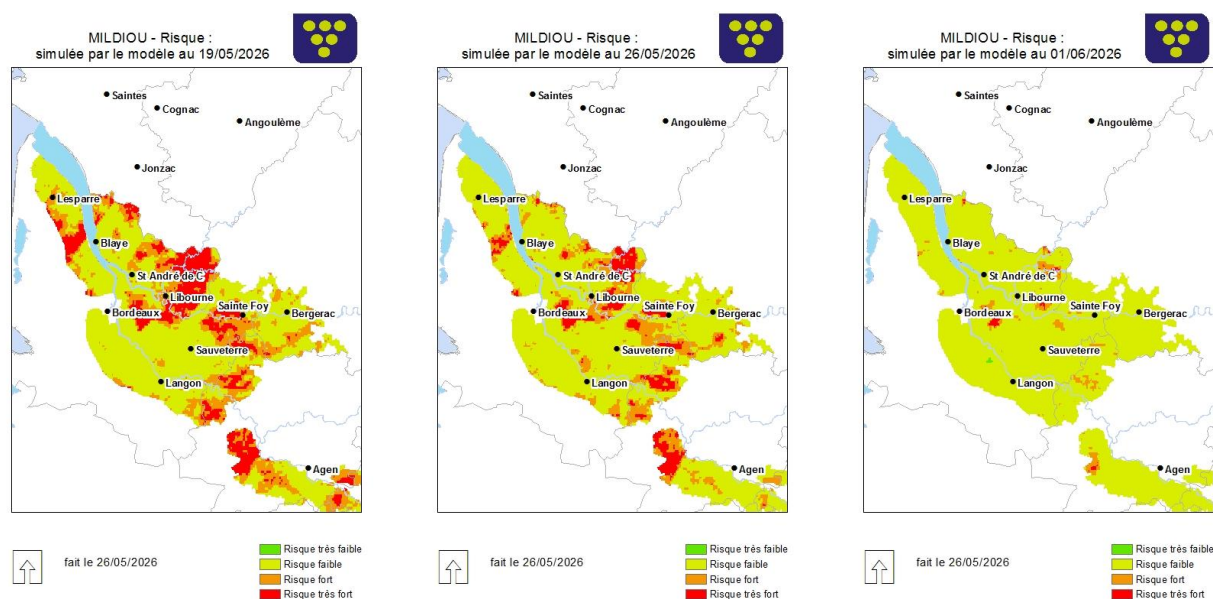 MILDIOU - Risque :
simulée par le modèle au 19/05/2026
Saintes
Cognac
Angoulême
Jonzac
Lesparre
Blaye
St André de C
Libourne
Sainte Foy
Bordeaux
Bergerac
Sauveterre
Langon
Agen
fait le 26/05/2026
Risque très faible
Risque faible
Risque fort
Risque très fort
MILDIOU - Risque :
simulée par le modèle au 26/05/2026
Saintes
Cognac
Angoulême
Jonzac
Lesparre
Blaye
St André de C
Libourne
Sainte Foy
Bordeaux
Bergerac
Sauveterre
Langon
Agen
fait le 26/05/2026
Risque très faible
Risque faible
Risque fort
Risque très fort
MILDIOU - Risque :
simulée par le modèle au 01/06/2026
Saintes
Cognac
Angoulême
Jonzac
Lesparre
Blaye
St André de C
Libourne
Sainte Foy
Bordeaux
Bergerac
Sauveterre
Langon
Agen
fait le 26/05/2026
Risque très faible
Risque faible
Risque fort
Risque très fort